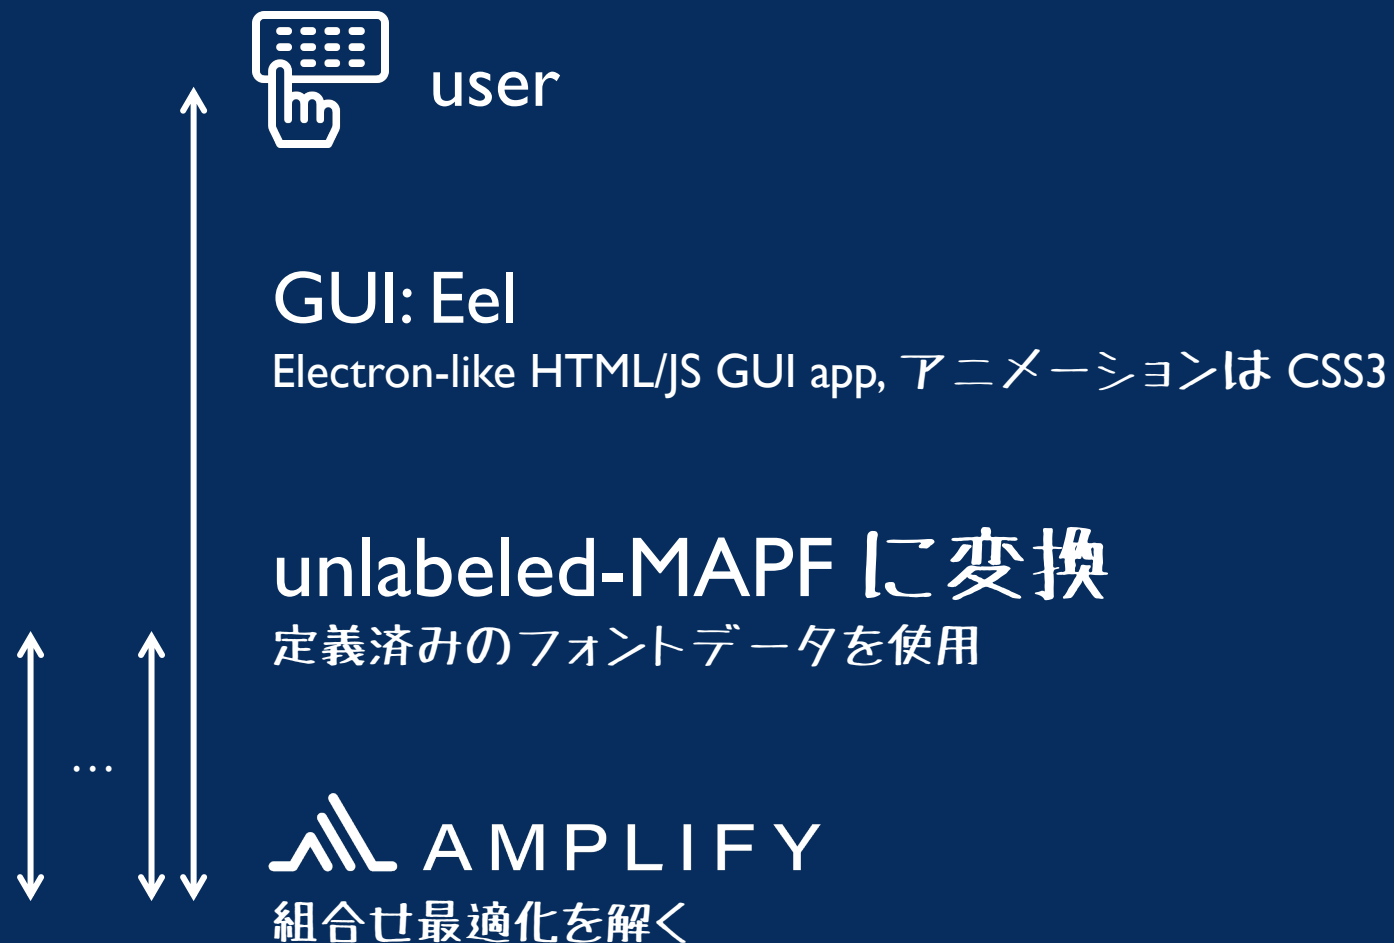 user
GUI: Eel
Electron-like HTML/JS GUI app, アニメーションは CSS3
unlabeled-MAPF に変換
定義済みのフォントデータを使用
...
AMPLIFY
組合せ最適化を解く